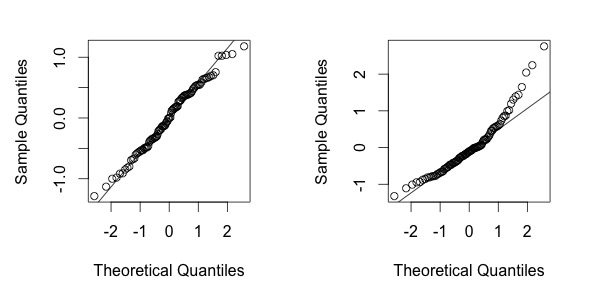 1.0
0.0
-1.0
Sample Quantiles
-2 -1 0 1 2
Theoretical Quantiles
2
1
0
-1
Sample Quantiles
-2 -1 0 1 2
Theoretical Quantiles